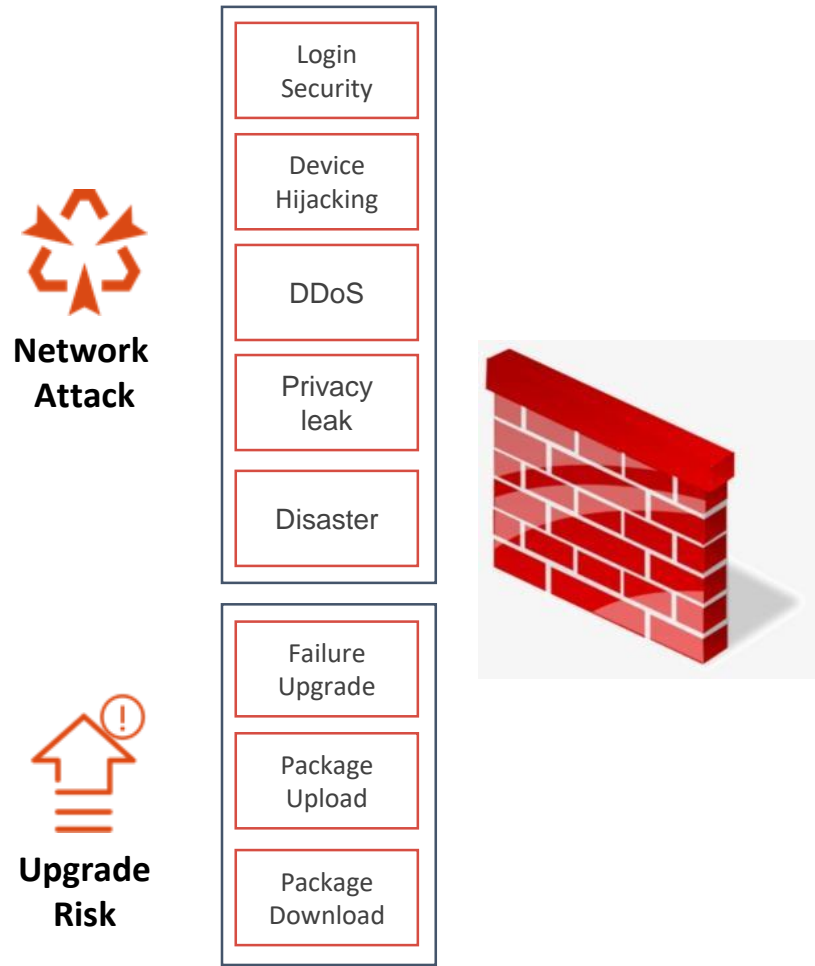 Network
Attack
Login
Security
Device
Hijacking
DDoS
Privacy
leak
Disaster
Upgrade
Risk
Failure
Upgrade
Package
Upload
Package
Download